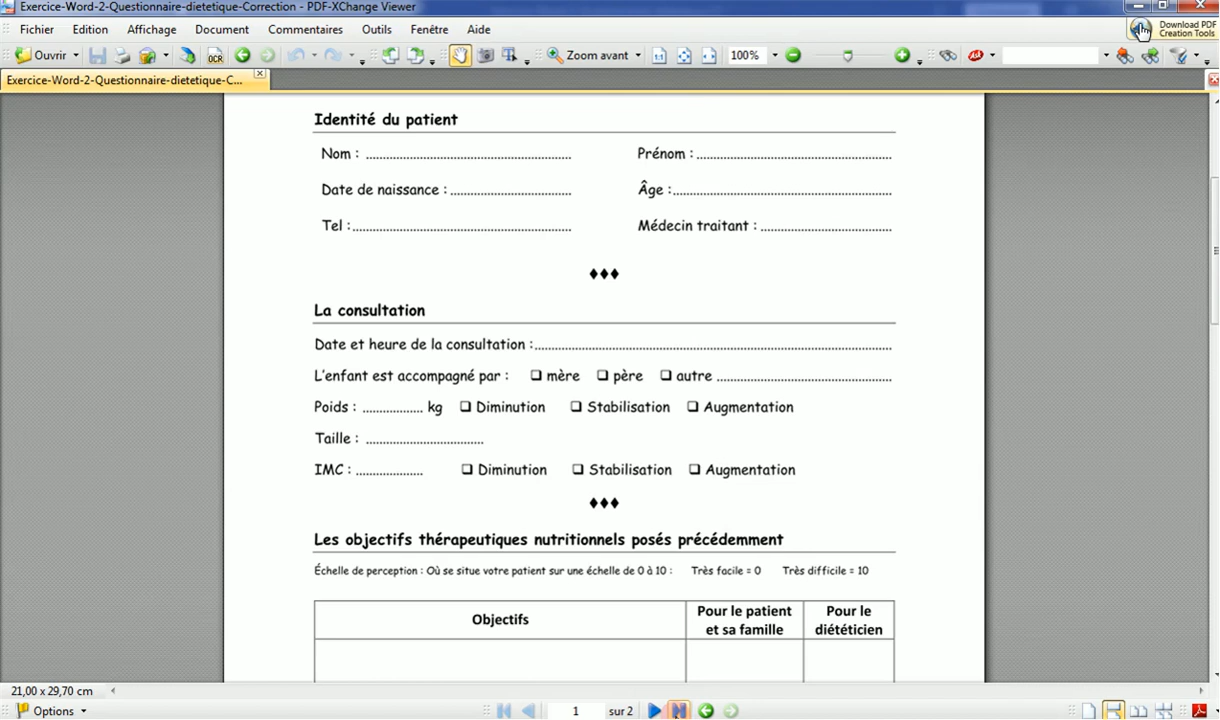 Exercice-Word-2-Questionnaire-dietetique-Correction - PDF-XChange Viewer
Fichier Edition Affichage Document Commentaires Outils Fenêtre Aide
Download PDF
Creation Tools
Ouvrir OCR Zoom avant 100%
Exercice-Word-2-Questionnaire-dietetique-C...
Identité du patient
Nom : ........................................ Prénom : ........................................
Date de naissance : ........................................ Âge : ........................................
Tel : ........................................ Médecin traitant : ........................................
♦♦♦
La consultation
Date et heure de la consultation : ........................................
L'enfant est accompagné par : ❑ mère ❑ père ❑ autre ........................................
Poids : ................. kg ❑ Diminution ❑ Stabilisation ❑ Augmentation
Taille : .................................
IMC : ................... ❑ Diminution ❑ Stabilisation ❑ Augmentation
♦♦♦
Les objectifs thérapeutiques nutritionnels posés précédemment
Échelle de perception : Où se situe votre patient sur une échelle de 0 à 10 : Très facile = 0 Très difficile = 10
Objectifs
Pour le patient
et sa famille
Pour le
diététicien
21,00 x 29,70 cm
Options 1 sur 2